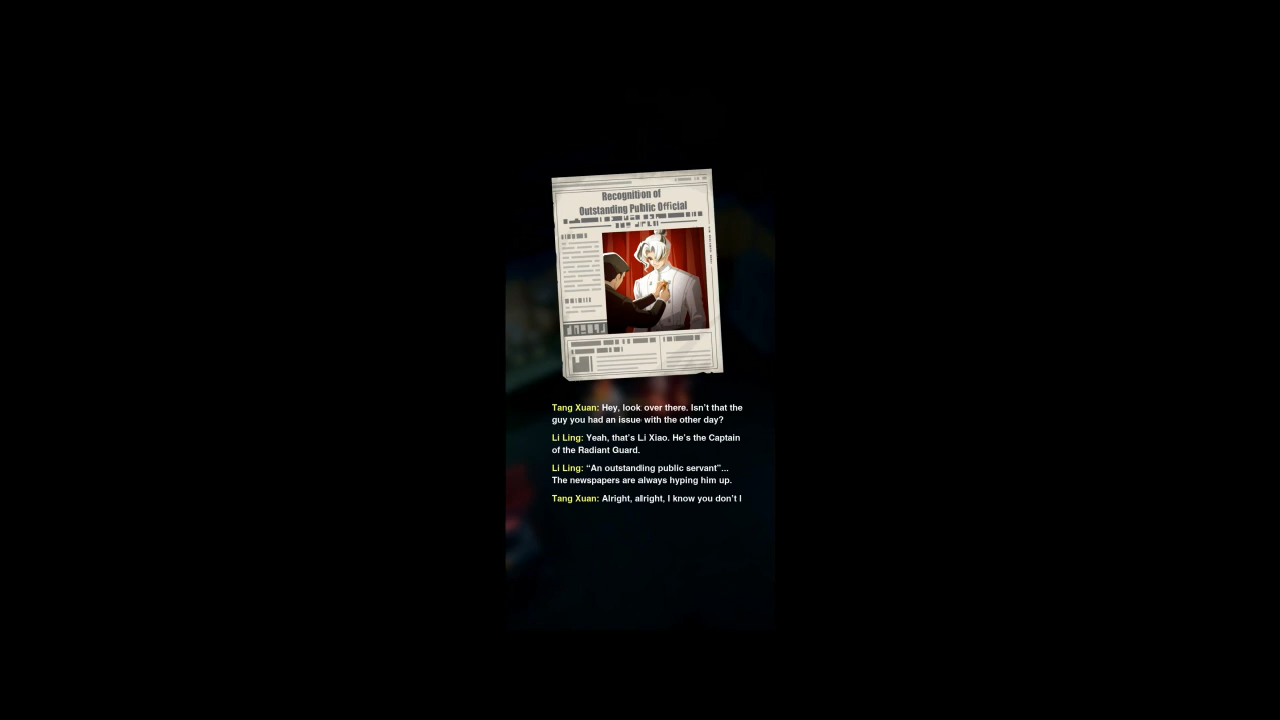 Recognition of
Outstanding Public Official
Tang Xuan: Hey, look over there. Isn't that the
guy you had an issue with the other day?
Li Ling: Yeah, that's Li Xiao. He's the Captain
of the Radiant Guard.
Li Ling: “An outstanding public servant”...
The newspapers are always hyping him up.
Tang Xuan: Alright, alright, I know you don't l